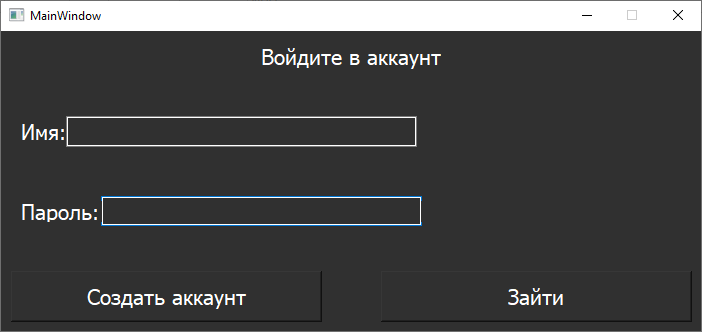 MainWindow
Войдите в аккаунт
Имя:
Пароль:
Создать аккаунт
Зайти